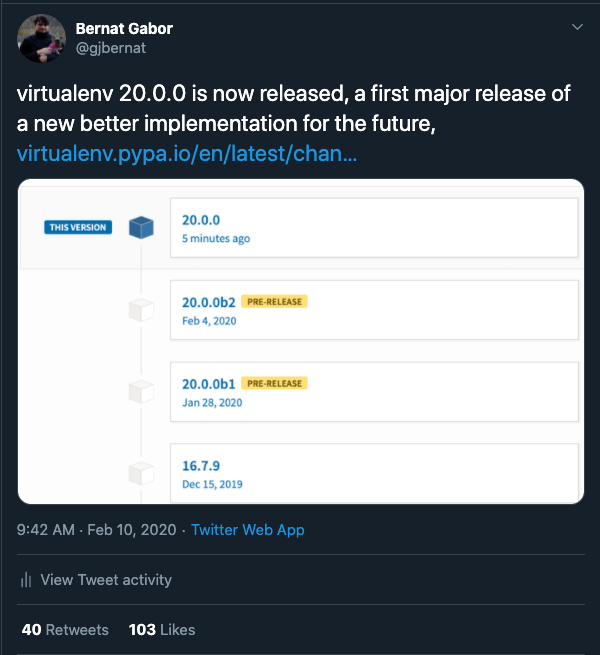 Bernat Gabor
@gjbernat
virtualenv 20.0.0 is now released, a first major release of
a new better implementation for the future,
virtualenv.pypa.io/en/latest/chan...
THIS VERSION
20.0.0
5 minutes ago
20.0.0b2 PRE-RELEASE
Feb 4, 2020
20.0.0b1 PRE-RELEASE
Jan 28, 2020
16.7.9
Dec 15, 2019
9:42 AM · Feb 10, 2020 · Twitter Web App
View Tweet activity
40 Retweets 103 Likes